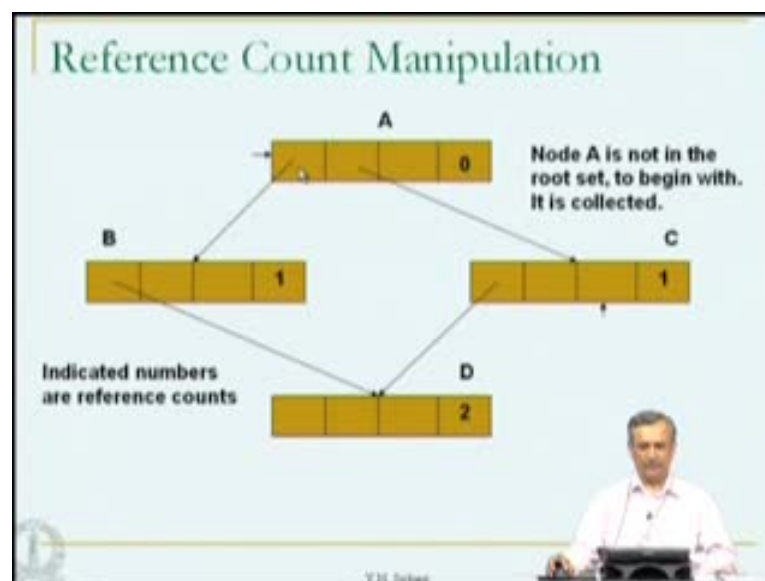 Reference Count Manipulation
A
0
Node A is not in the
root set, to begin with.
It is collected.
B
C
1
1
Indicated numbers
are reference counts
D
2